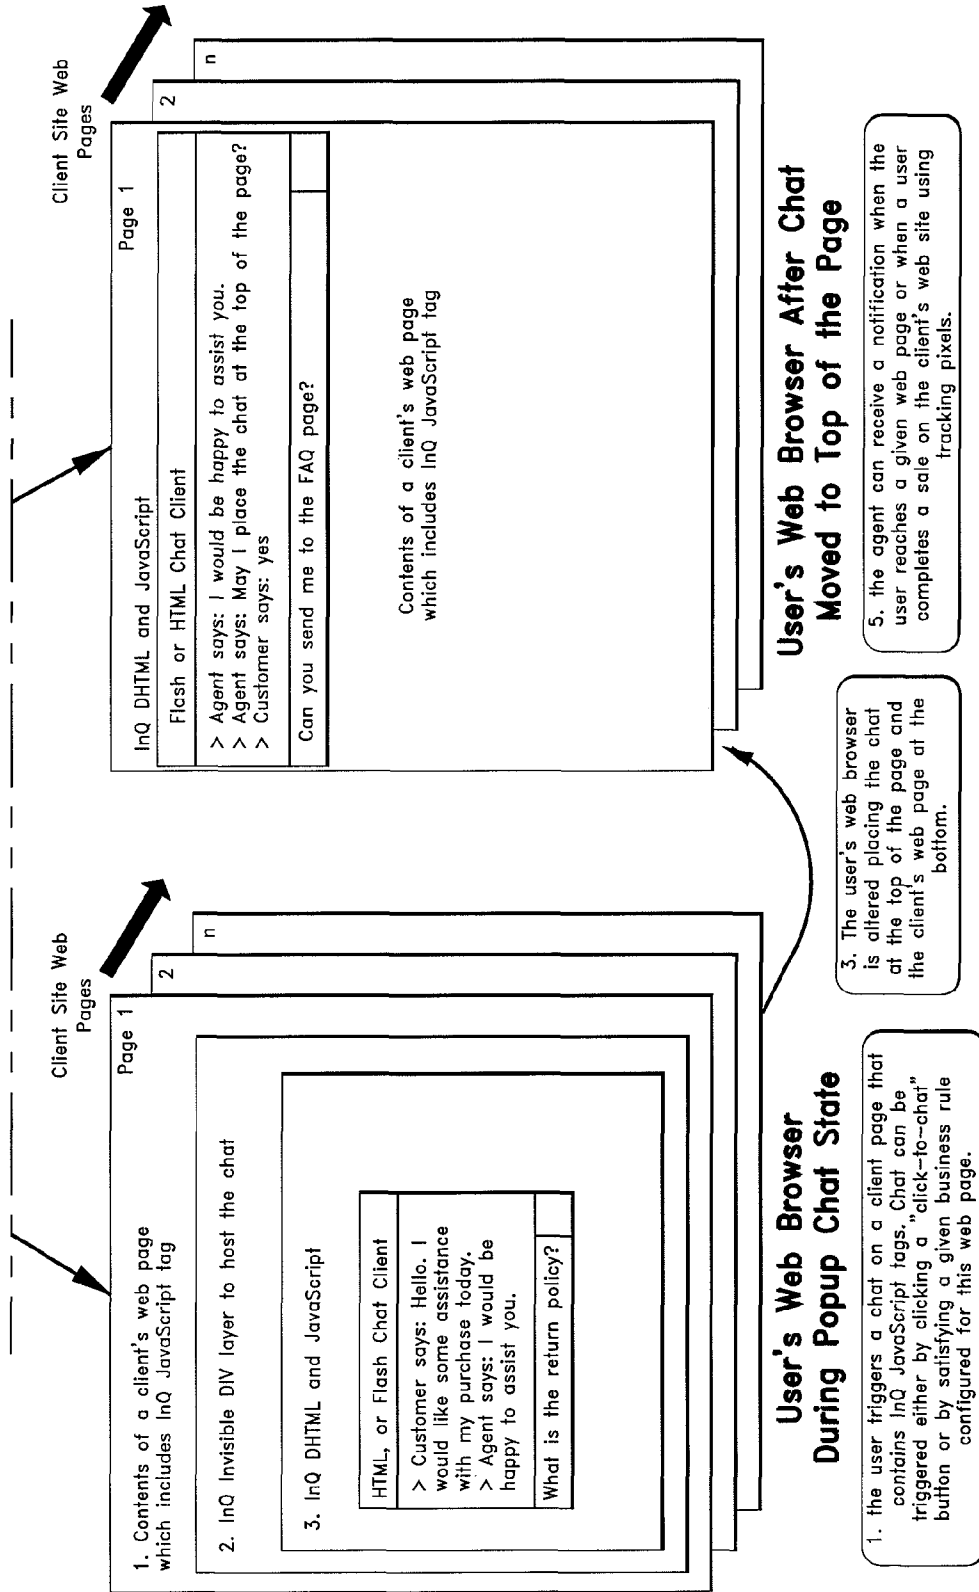 Client Site Web
Pages
Page 1
2
n
1. Contents of a client's web page
which includes InQ JavaScript tag
2. InQ Invisible DIV layer to host the chat
3. InQ DHTML and JavaScript
HTML, or Flash Chat Client
> Customer says: Hello. I
would like some assistance
with my purchase today.
> Agent says: I would be
happy to assist you.
What is the return policy?
User's Web Browser
During Popup Chat State
1. the user triggers a chat on a client page that
contains InQ JavaScript tags. Chat can be
triggered either by clicking a "click-to-chat"
button or by satisfying a given business rule
configured for this web page.
3. The user's web browser
is altered placing the chat
at the top of the page and
the client's web page at the
bottom.
Client Site Web
Pages
Page 1
2
n
InQ DHTML and JavaScript
Flash or HTML Chat Client
> Agent says: I would be happy to assist you.
> Agent says: May I place the chat at the top of the page?
> Customer says: yes
Can you send me to the FAQ page?
Contents of a client's web page
which includes InQ JavaScript tag
User's Web Browser After Chat
Moved to Top of the Page
5. the agent can receive a notification when the
user reaches a given web page or when a user
completes a sale on the client's web site using
tracking pixels.